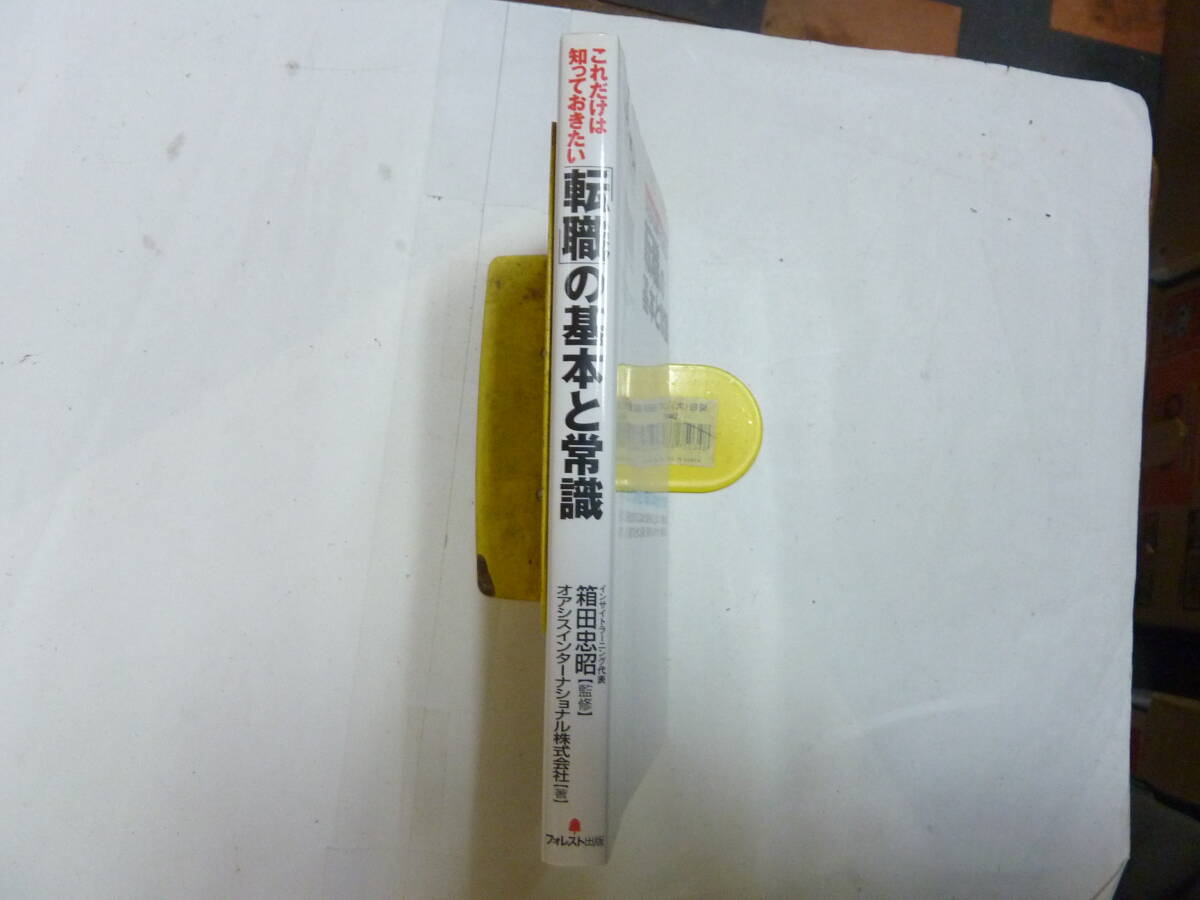 これだけは
知っておきたい
「転職」の基本と常識
インサイトラーニング代表
箱田忠昭【監修】
オアシスインターナショナル株式会社【著】
フォレスト出版